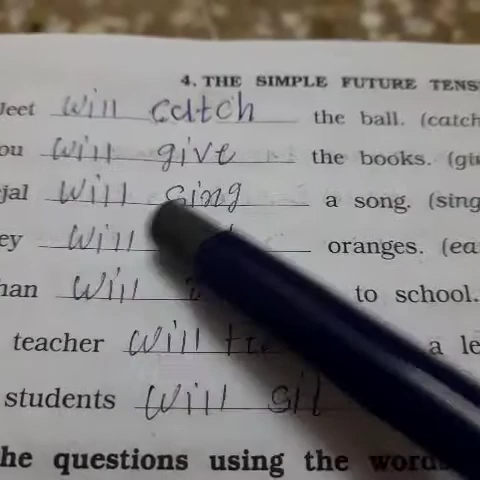 4. THE SIMPLE FUTURE TENS
Jeet will catch the ball. (catch
ou will give the books. (gi
jal will sing a song. (sing
ey will oranges. (ea
han will to school.
teacher will a le
students will
he questions using the word